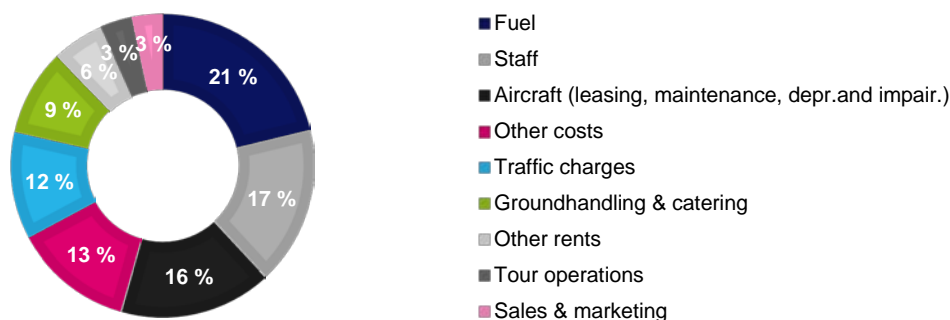 3 %
3 %
6 %
21 %
9 %
12 %
17 %
13 %
16 %
Fuel
Staff
Aircraft (leasing, maintenance, depr.and impair.)
Other costs
Traffic charges
Groundhandling & catering
Other rents
Tour operations
Sales & marketing